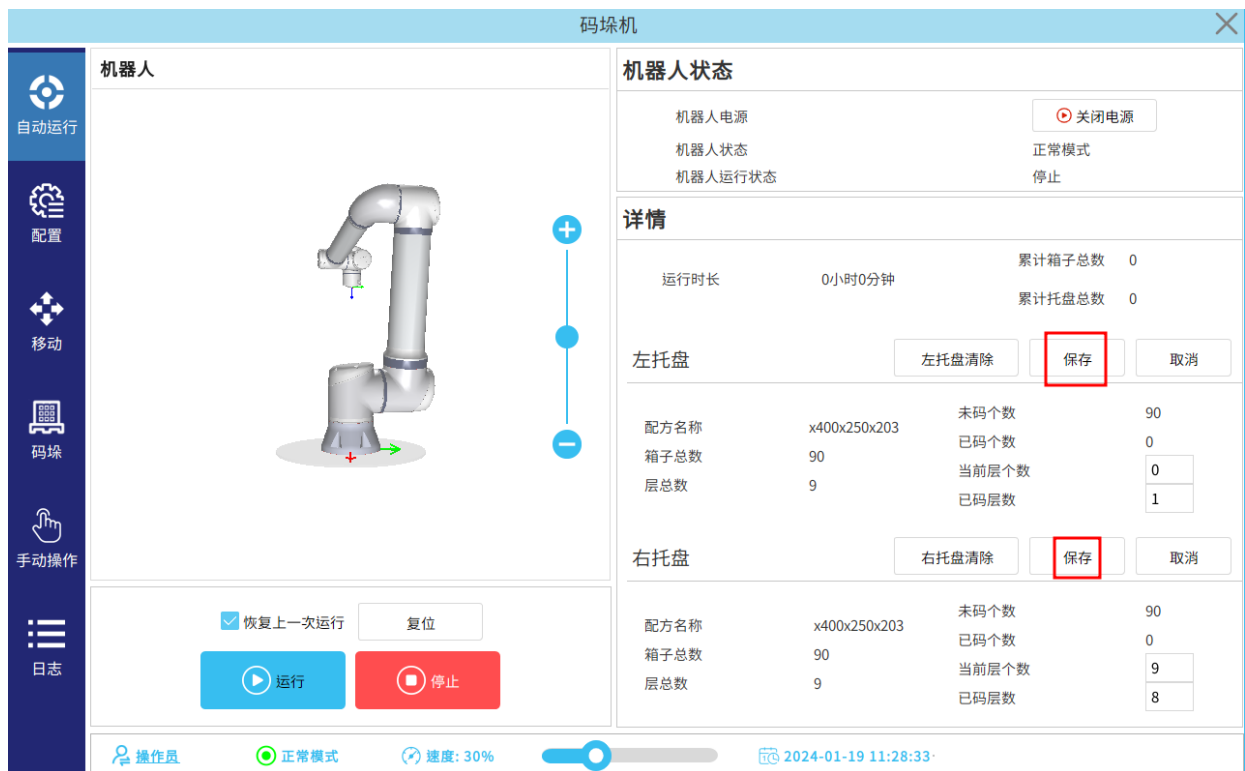 码垛机
自动运行
配置
移动
码垛
手动操作
日志
机器人
恢复上一次运行 复位
运行 停止
机器人状态
机器人电源 关闭电源
机器人状态 正常模式
机器人运行状态 停止
详情
运行时长 0小时0分钟
累计箱子总数 0
累计托盘总数 0
左托盘 左托盘清除 保存 取消
配方名称 x400x250x203
箱子总数 90
层总数 9
未码个数 90
已码个数 0
当前层个数 0
已码层数 1
右托盘 右托盘清除 保存 取消
配方名称 x400x250x203
箱子总数 90
层总数 9
未码个数 90
已码个数 0
当前层个数 9
已码层数 8
操作员 正常模式 速度: 30% 2024-01-19 11:28:33